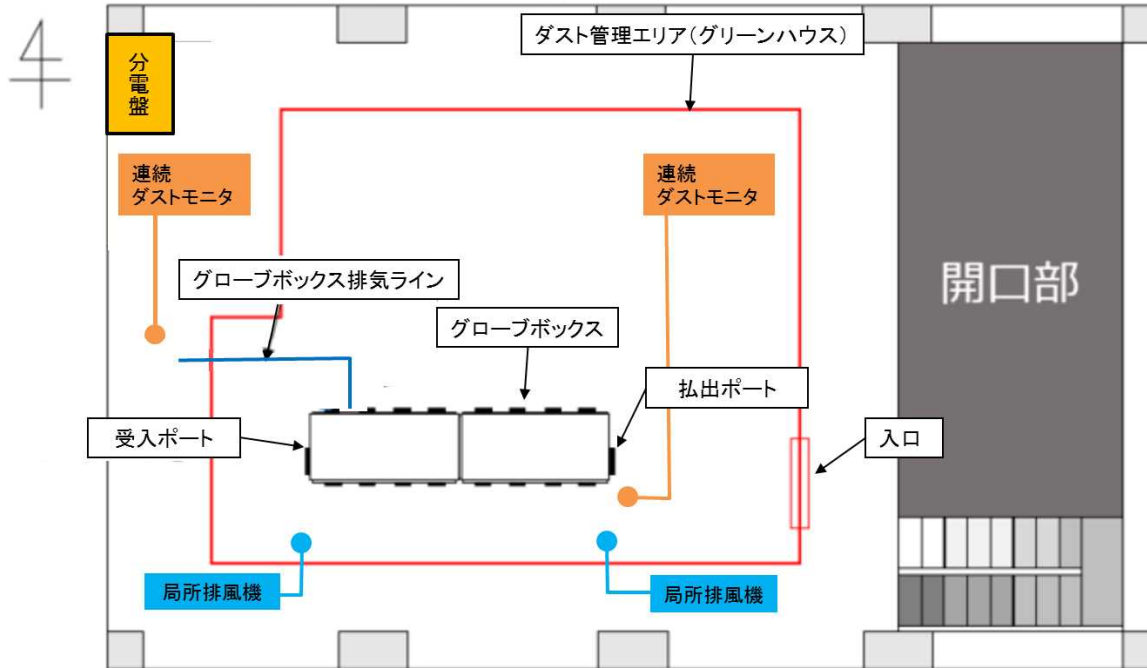 ダスト管理エリア(グリーンハウス)
分電盤
連続
ダストモニタ
連続
ダストモニタ
グローブボックス排気ライン
開口部
グローブボックス
払出ポート
受入ポート
入口
局所排風機
局所排風機